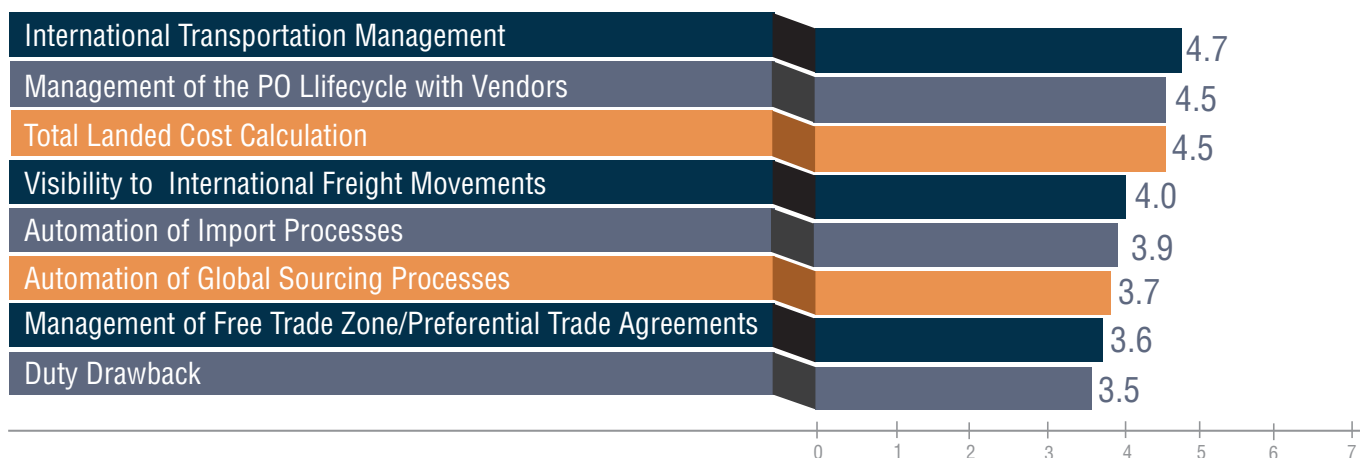 International Transportation Management 4.7
Management of the PO Llifecycle with Vendors 4.5
Total Landed Cost Calculation 4.5
Visibility to International Freight Movements 4.0
Automation of Import Processes 3.9
Automation of Global Sourcing Processes 3.7
Management of Free Trade Zone/Preferential Trade Agreements 3.6
Duty Drawback 3.5
0 1 2 3 4 5 6 7